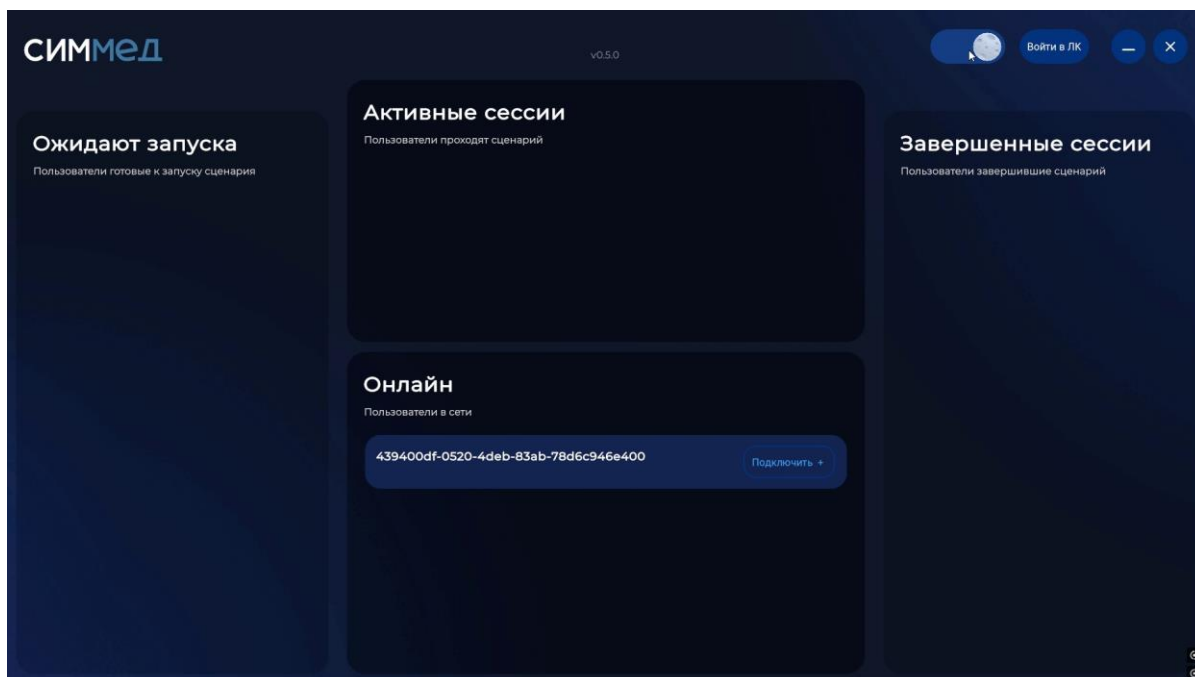 СИММЕД
v0.5.0
Войти в ЛК
Ожидают запуска
Пользователи готовые к запуску сценария
Активные сессии
Пользователи проходят сценарий
Завершенные сессии
Пользователи завершившие сценарий
Онлайн
Пользователи в сети
439400df-0520-4deb-83ab-78d6c946e400
Подключить +